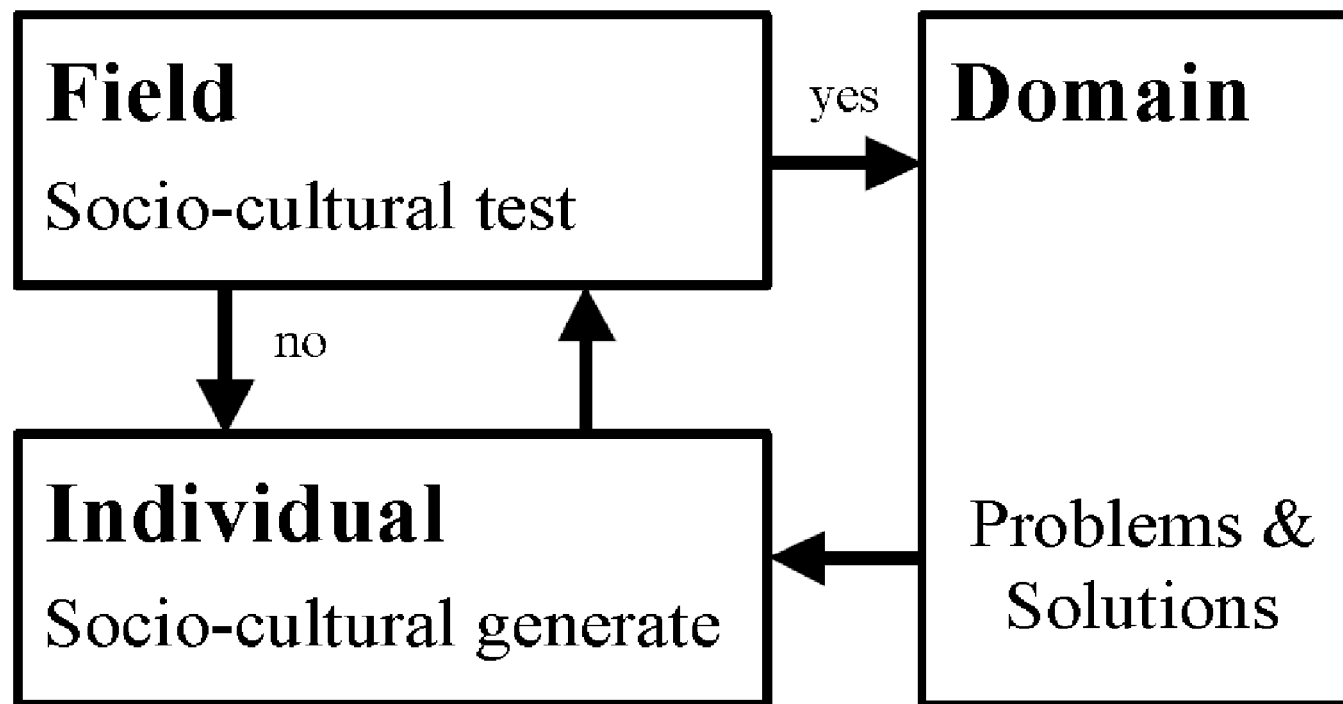 Field
Socio-cultural test
yes
Domain
no
Individual
Socio-cultural generate
Problems &
Solutions